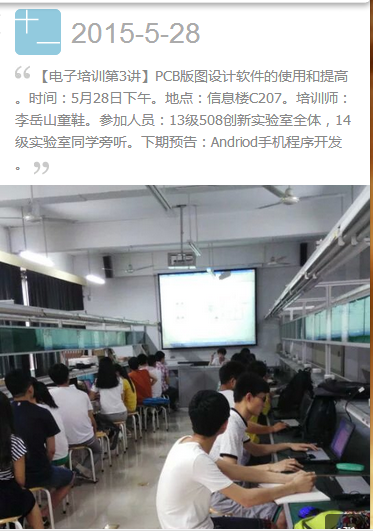 2015-5-28
【电子培训第3讲】PCB版图设计软件的使用和提高
。时间：5月28日下午。地点：信息楼C207。培训师：
李岳山童鞋。参加人员：13级508创新实验室全体，14
级实验室同学旁听。下期预告：Andriod手机程序开发
。